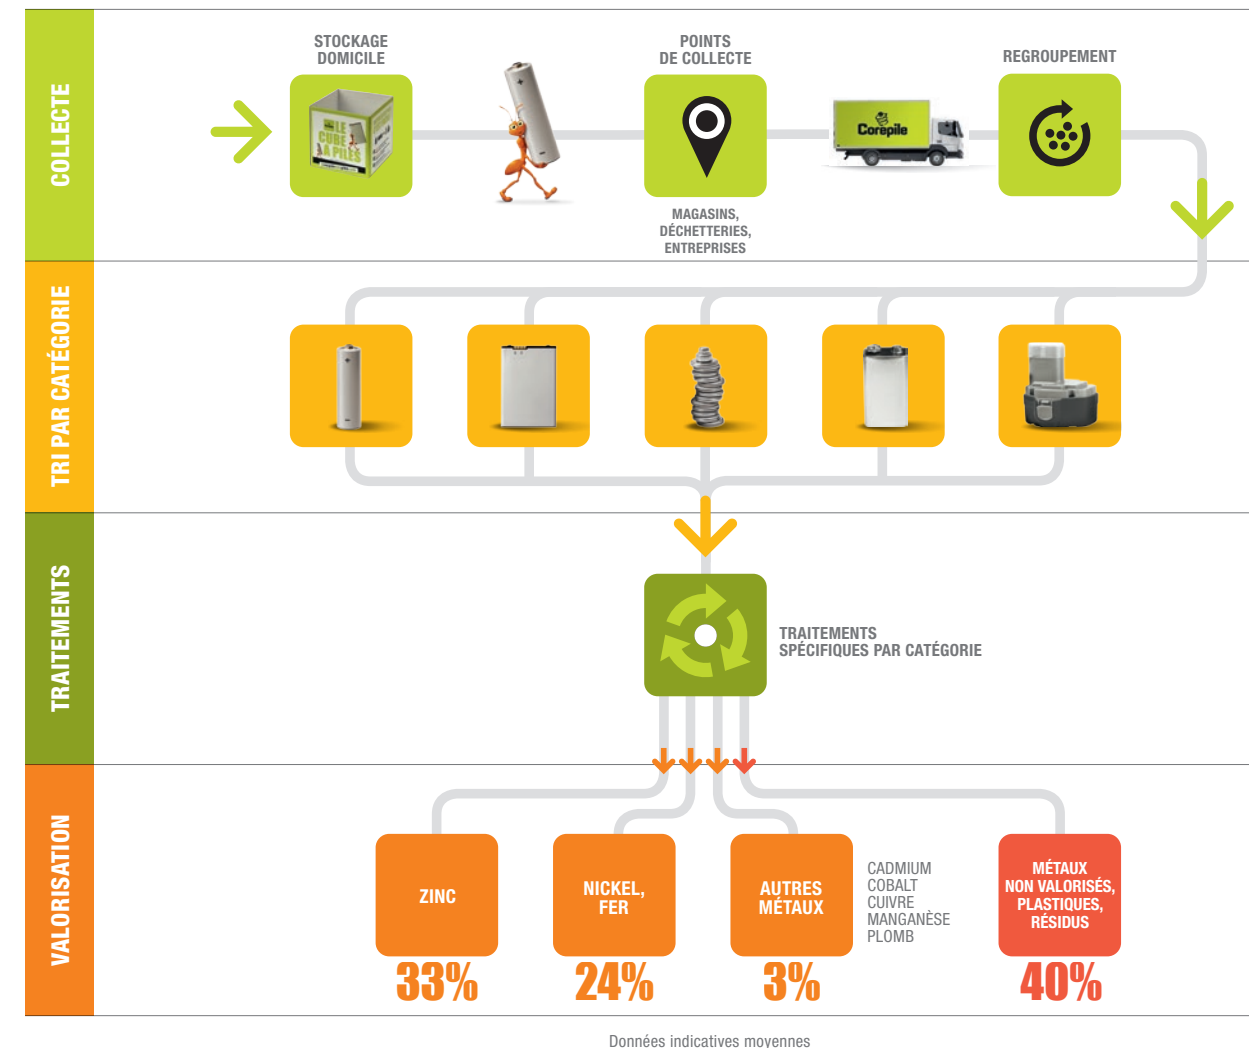 COLLECTE
STOCKAGE
DOMICILE
LE
CUBE
À PILES
POINTS
DE COLLECTE
MAGASINS,
DÉCHETTERIES,
ENTREPRISES
Corepile
REGROUPEMENT
TRI PAR CATÉGORIE
TRAITEMENTS
TRAITEMENTS
SPÉCIFIQUES PAR CATÉGORIE
VALORISATION
ZINC
33%
NICKEL,
FER
24%
AUTRES
MÉTAUX
3%
CADMIUM
COBALT
CUIVRE
MANGANÈSE
PLOMB
MÉTAUX
NON VALORISÉS,
PLASTIQUES,
RÉSIDUS
40%
Données indicatives moyennes